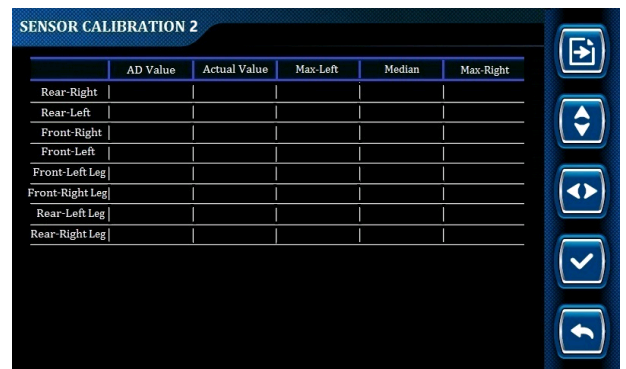 SENSOR CALIBRATION 2
AD Value Actual Value Max-Left Median Max-Right
Rear-Right
Rear-Left
Front-Right
Front-Left
Front-Left Leg
Front-Right Leg
Rear-Left Leg
Rear-Right Leg